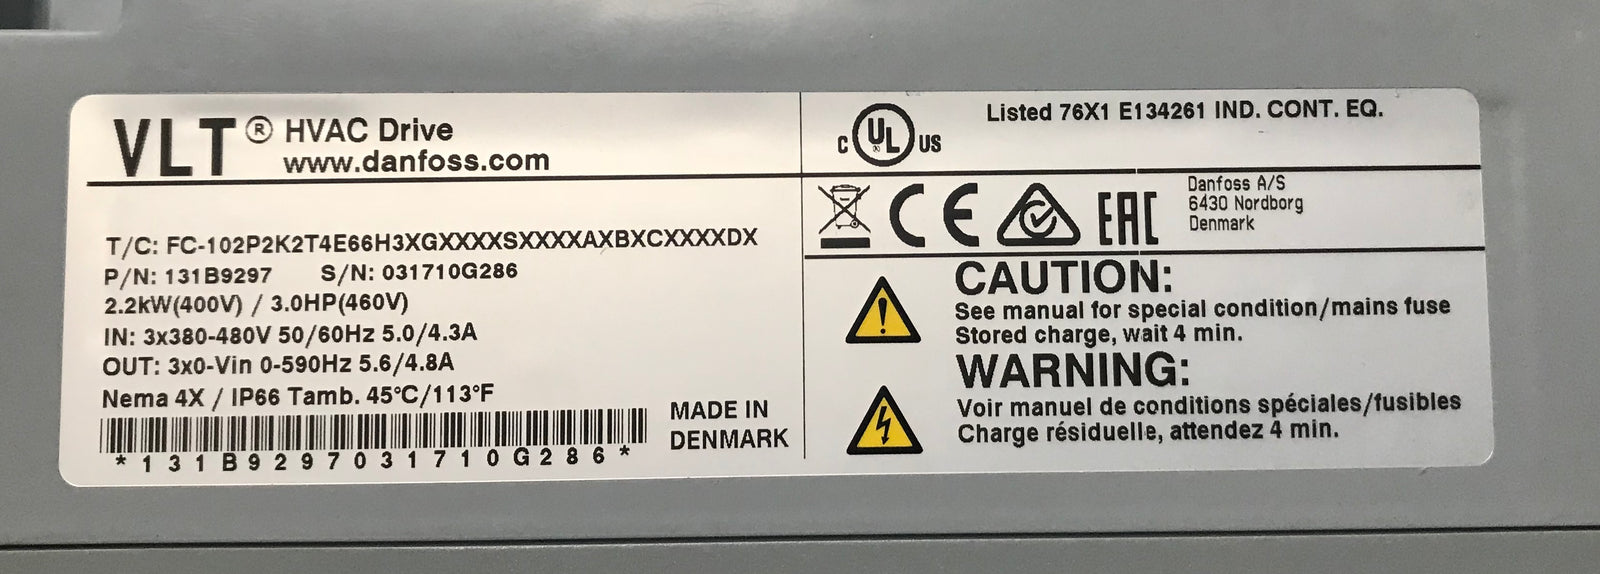 VLT® HVAC Drive
www.danfoss.com
T/C: FC-102P2K2T4E66H3XGXXXXSXXXXAXBXCXXXXDX
P/N: 131B9297 S/N: 031710G286
2.2kW(400V) / 3.0HP(460V)
IN: 3x380-480V 50/60Hz 5.0/4.3A
OUT: 3x0-Vin 0-590Hz 5.6/4.8A
Nema 4X / IP66 Tamb. 45°C/113°F
*131B9297031710G286*
MADE IN
DENMARK
C UL® US
Listed 76X1 E134261 IND. CONT. EQ.
CE EAC
Danfoss A/S
6430 Nordborg
Denmark
CAUTION:
See manual for special condition/mains fuse
Stored charge, wait 4 min.
WARNING:
Voir manuel de conditions spéciales/fusibles
Charge résiduelle, attendez 4 min.